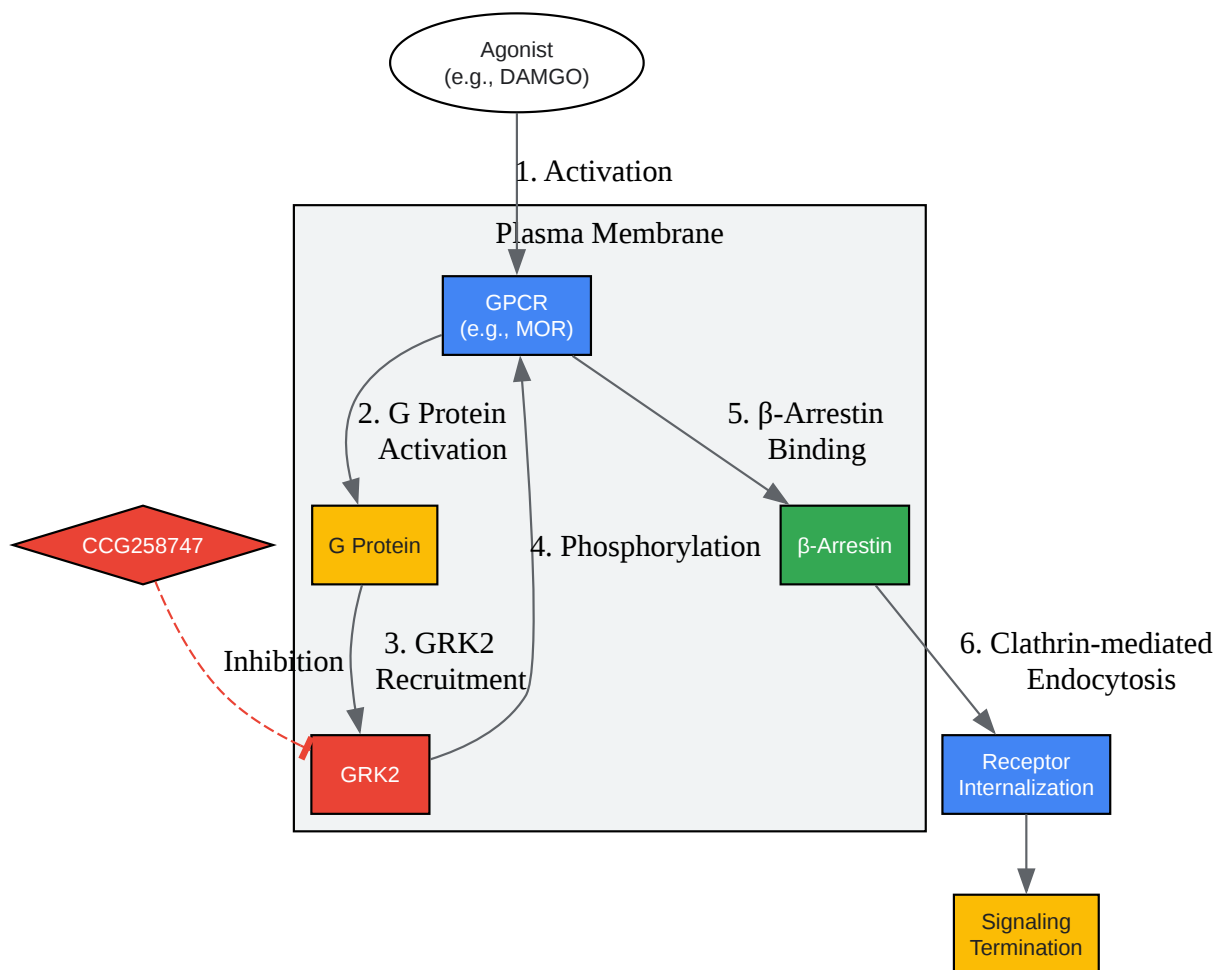 Agonist
(e.g., DAMGO)
1. Activation
Plasma Membrane
GPCR
(e.g., MOR)
2. G Protein
Activation
5. β-Arrestin
Binding
CCG258747
G Protein
4. Phosphorylation
β-Arrestin
Inhibition
3. GRK2
Recruitment
6. Clathrin-mediated
Endocytosis
GRK2
Receptor
Internalization
Signaling
Termination